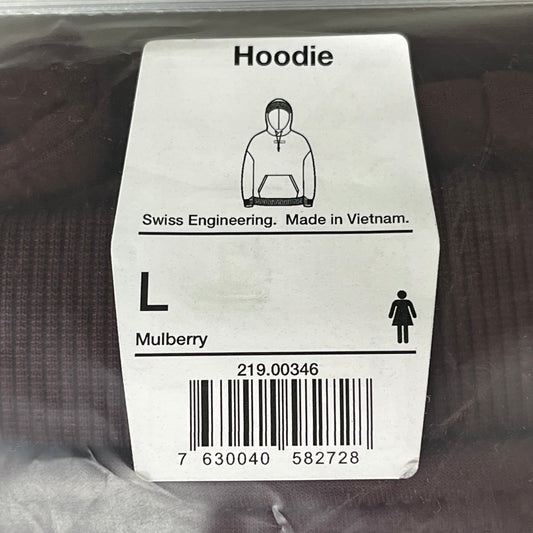 Hoodie
Swiss Engineering. Made in Vietnam.
L
Mulberry
219.00346
7 630040 582728